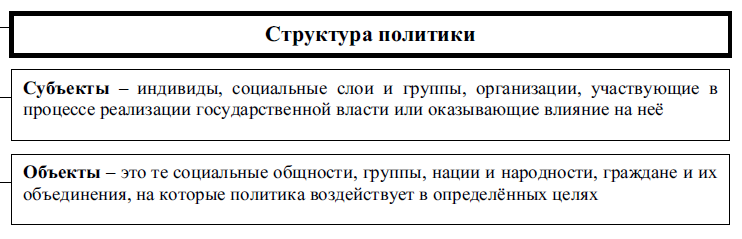 Структура политики
Субъекты – индивиды, социальные слои и группы, организации, участвующие в
процессе реализации государственной власти или оказывающие влияние на неё
Объекты – это те социальные общности, группы, нации и народности, граждане и их
объединения, на которые политика воздействует в определённых целях